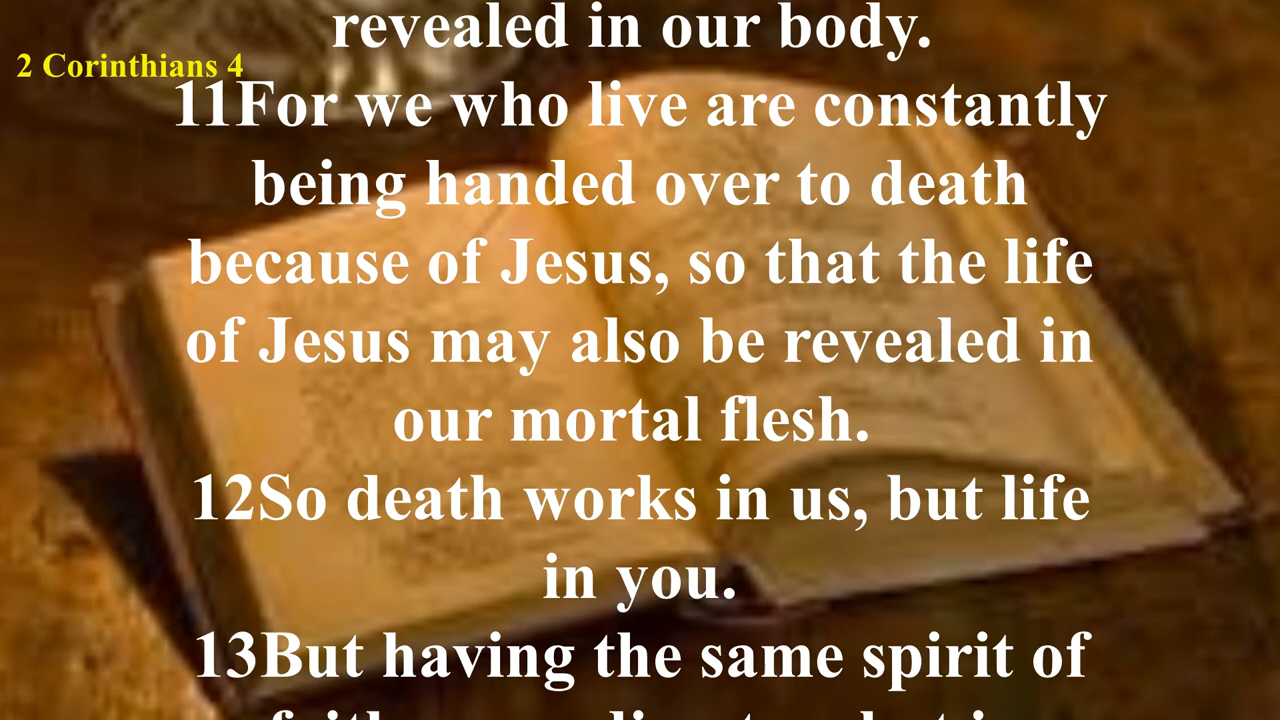 revealed in our body.
2 Corinthians 4
11For we who live are constantly
being handed over to death
because of Jesus, so that the life
of Jesus may also be revealed in
our mortal flesh.
12So death works in us, but life
in you.
13But having the same spirit of